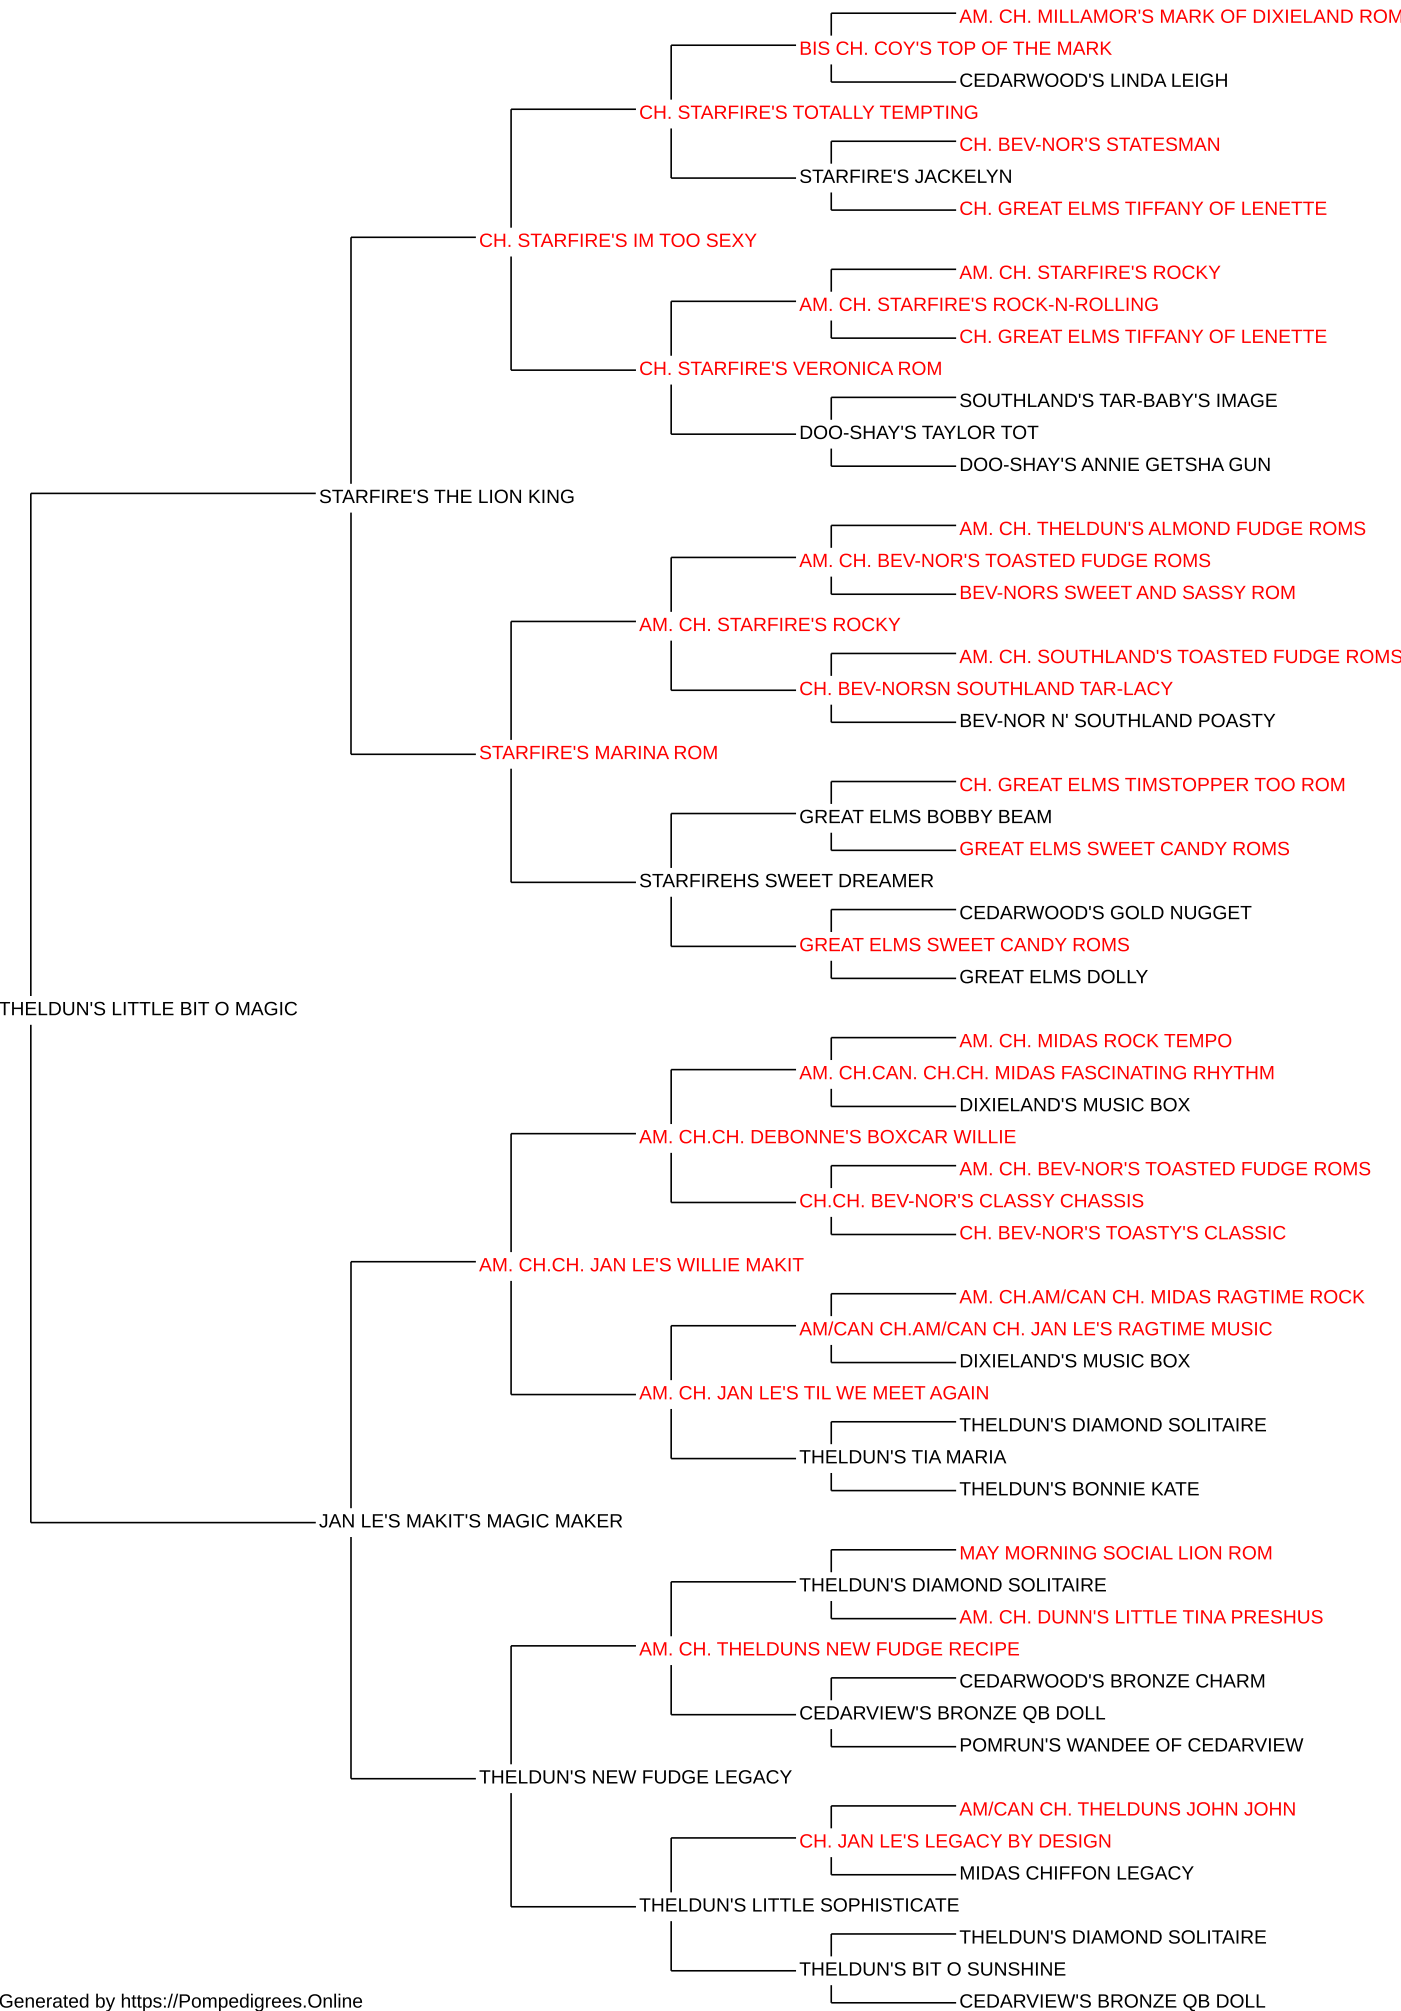 AM. CH. MILLAMOR'S MARK OF DIXIELAND ROM
BIS CH. COY'S TOP OF THE MARK
CEDARWOOD'S LINDA LEIGH
CH. STARFIRE'S TOTALLY TEMPTING
CH. BEV-NOR'S STATESMAN
STARFIRE'S JACKELYN
CH. GREAT ELMS TIFFANY OF LENETTE
CH. STARFIRE'S IM TOO SEXY
AM. CH. STARFIRE'S ROCKY
AM. CH. STARFIRE'S ROCK-N-ROLLING
CH. GREAT ELMS TIFFANY OF LENETTE
CH. STARFIRE'S VERONICA ROM
SOUTHLAND'S TAR-BABY'S IMAGE
DOO-SHAY'S TAYLOR TOT
DOO-SHAY'S ANNIE GETSHA GUN
STARFIRE'S THE LION KING
AM. CH. THELDUN'S ALMOND FUDGE ROMS
AM. CH. BEV-NOR'S TOASTED FUDGE ROMS
BEV-NORS SWEET AND SASSY ROM
AM. CH. STARFIRE'S ROCKY
AM. CH. SOUTHLAND'S TOASTED FUDGE ROMS
CH. BEV-NORSN SOUTHLAND TAR-LACY
BEV-NOR N' SOUTHLAND POASTY
STARFIRE'S MARINA ROM
CH. GREAT ELMS TIMSTOPPER TOO ROM
GREAT ELMS BOBBY BEAM
GREAT ELMS SWEET CANDY ROMS
STARFIREHS SWEET DREAMER
CEDARWOOD'S GOLD NUGGET
GREAT ELMS SWEET CANDY ROMS
GREAT ELMS DOLLY
THELDUN'S LITTLE BIT O MAGIC
AM. CH. MIDAS ROCK TEMPO
AM. CH.CAN. CH.CH. MIDAS FASCINATING RHYTHM
DIXIELAND'S MUSIC BOX
AM. CH.CH. DEBONNE'S BOXCAR WILLIE
AM. CH. BEV-NOR'S TOASTED FUDGE ROMS
CH.CH. BEV-NOR'S CLASSY CHASSIS
CH. BEV-NOR'S TOASTY'S CLASSIC
AM. CH.CH. JAN LE'S WILLIE MAKIT
AM. CH.AM/CAN CH. MIDAS RAGTIME ROCK
AM/CAN CH.AM/CAN CH. JAN LE'S RAGTIME MUSIC
DIXIELAND'S MUSIC BOX
AM. CH. JAN LE'S TIL WE MEET AGAIN
THELDUN'S DIAMOND SOLITAIRE
THELDUN'S TIA MARIA
THELDUN'S BONNIE KATE
JAN LE'S MAKIT'S MAGIC MAKER
MAY MORNING SOCIAL LION ROM
THELDUN'S DIAMOND SOLITAIRE
AM. CH. DUNN'S LITTLE TINA PRESHUS
AM. CH. THELDUNS NEW FUDGE RECIPE
CEDARWOOD'S BRONZE CHARM
CEDARVIEW'S BRONZE QB DOLL
POMRUN'S WANDEE OF CEDARVIEW
THELDUN'S NEW FUDGE LEGACY
AM/CAN CH. THELDUNS JOHN JOHN
CH. JAN LE'S LEGACY BY DESIGN
MIDAS CHIFFON LEGACY
THELDUN'S LITTLE SOPHISTICATE
THELDUN'S DIAMOND SOLITAIRE
THELDUN'S BIT O SUNSHINE
CEDARVIEW'S BRONZE QB DOLL
Generated by https://Pompedigrees.Online